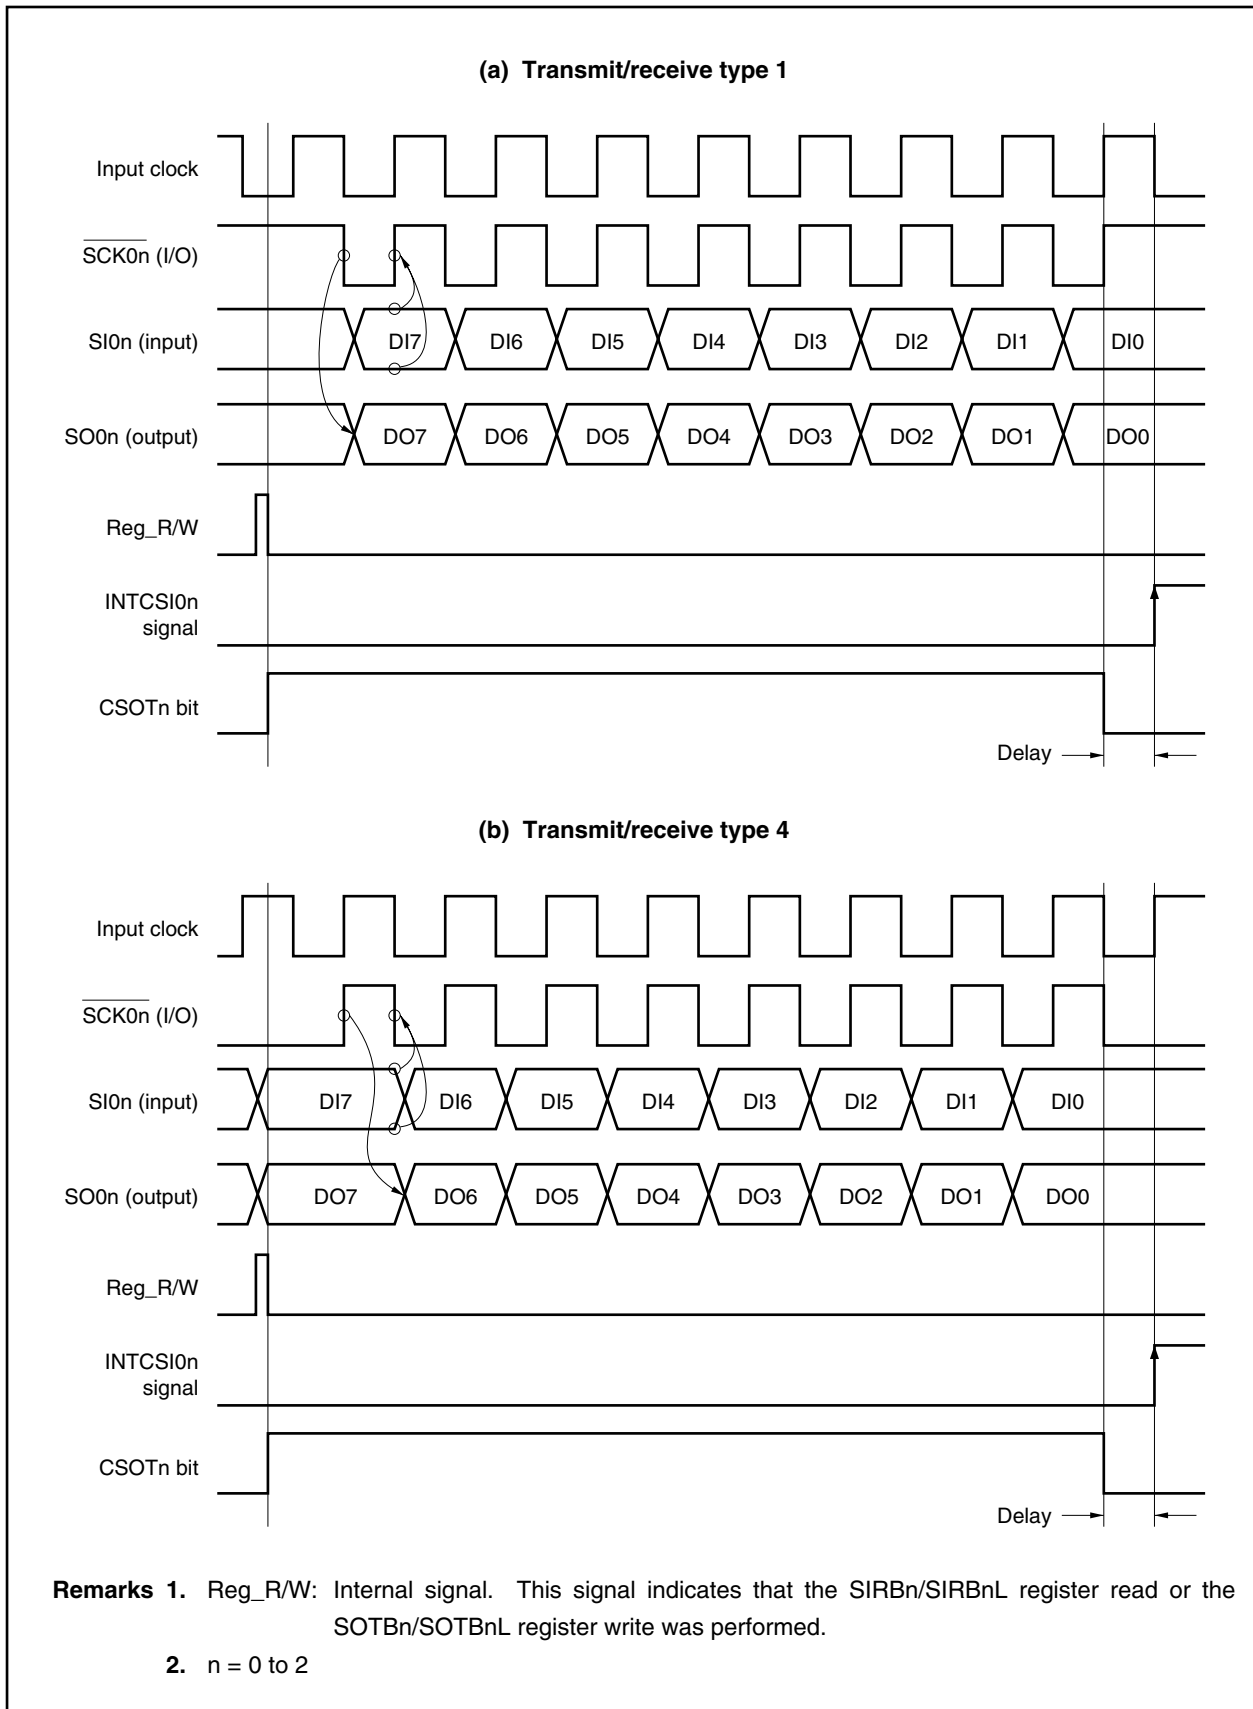 (a) Transmit/receive type 1
Input clock
SCK0n (I/O)
SI0n (input)
DI7 DI6 DI5 DI4 DI3 DI2 DI1 DI0
SO0n (output)
DO7 DO6 DO5 DO4 DO3 DO2 DO1 DO0
Reg_R/W
INTCSI0n
signal
CSOTn bit
Delay
(b) Transmit/receive type 4
Input clock
SCK0n (I/O)
SI0n (input)
DI7 DI6 DI5 DI4 DI3 DI2 DI1 DI0
SO0n (output)
DO7 DO6 DO5 DO4 DO3 DO2 DO1 DO0
Reg_R/W
INTCSI0n
signal
CSOTn bit
Delay
Remarks 1. Reg_R/W: Internal signal. This signal indicates that the SIRBn/SIRBnL register read or the
SOTBn/SOTBnL register write was performed.
2. n = 0 to 2